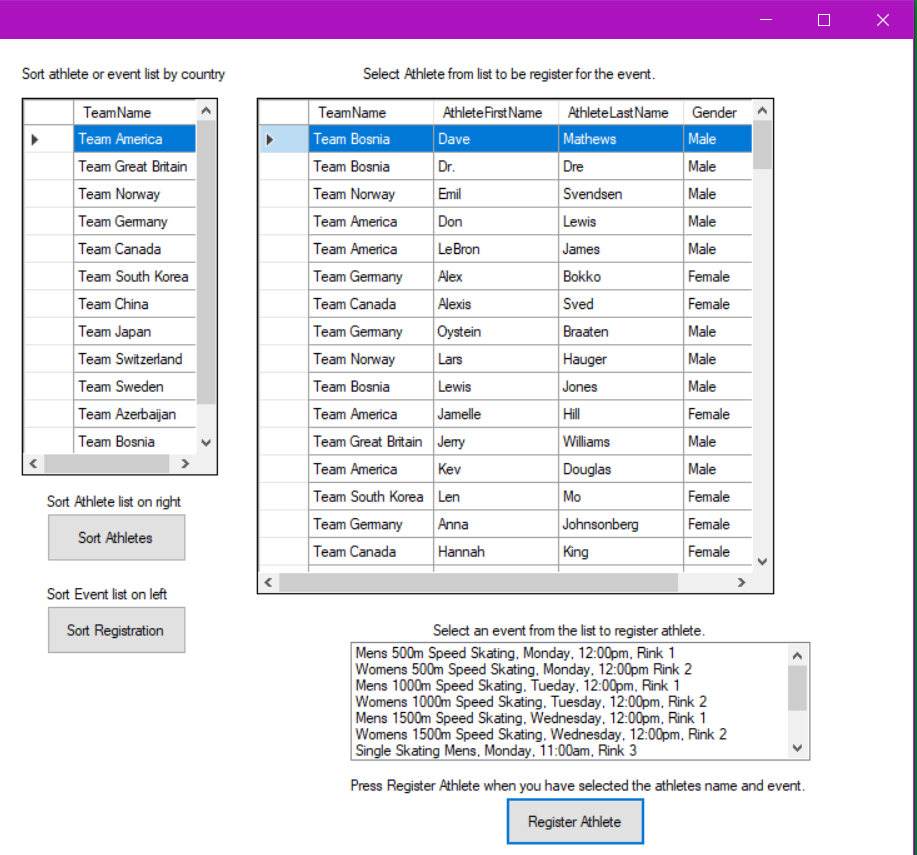 Sort athlete or event list by country
TeamName
Team America
Team Great Britain
Team Norway
Team Germany
Team Canada
Team South Korea
Team China
Team Japan
Team Switzerland
Team Sweden
Team Azerbaijan
Team Bosnia
Sort Athlete list on right
Sort Athletes
Sort Event list on left
Sort Registration
Select Athlete from list to be register for the event.
TeamName AthleteFirstName AthleteLastName Gender
Team Bosnia Dave Mathews Male
Team Bosnia Dr. Dre Male
Team Norway Emil Svendsen Male
Team America Don Lewis Male
Team America LeBron James Male
Team Germany Alex Bokko Female
Team Canada Alexis Sved Female
Team Germany Oystein Braaten Male
Team Norway Lars Hauger Male
Team Bosnia Lewis Jones Male
Team America Jamelle Hill Female
Team Great Britain Jerry Williams Male
Team America Kev Douglas Male
Team South Korea Len Mo Female
Team Germany Anna Johnsonberg Female
Team Canada Hannah King Female
Select an event from the list to register athlete.
Mens 500m Speed Skating, Monday, 12:00pm, Rink 1
Womens 500m Speed Skating, Monday, 12:00pm Rink 2
Mens 1000m Speed Skating, Tueday, 12:00pm, Rink 1
Womens 1000m Speed Skating, Tuesday, 12:00pm, Rink 2
Mens 1500m Speed Skating, Wednesday, 12:00pm, Rink 1
Womens 1500m Speed Skating, Wednesday, 12:00pm, Rink 2
Single Skating Mens, Monday, 11:00am, Rink 3
Press Register Athlete when you have selected the athletes name and event.
Register Athlete